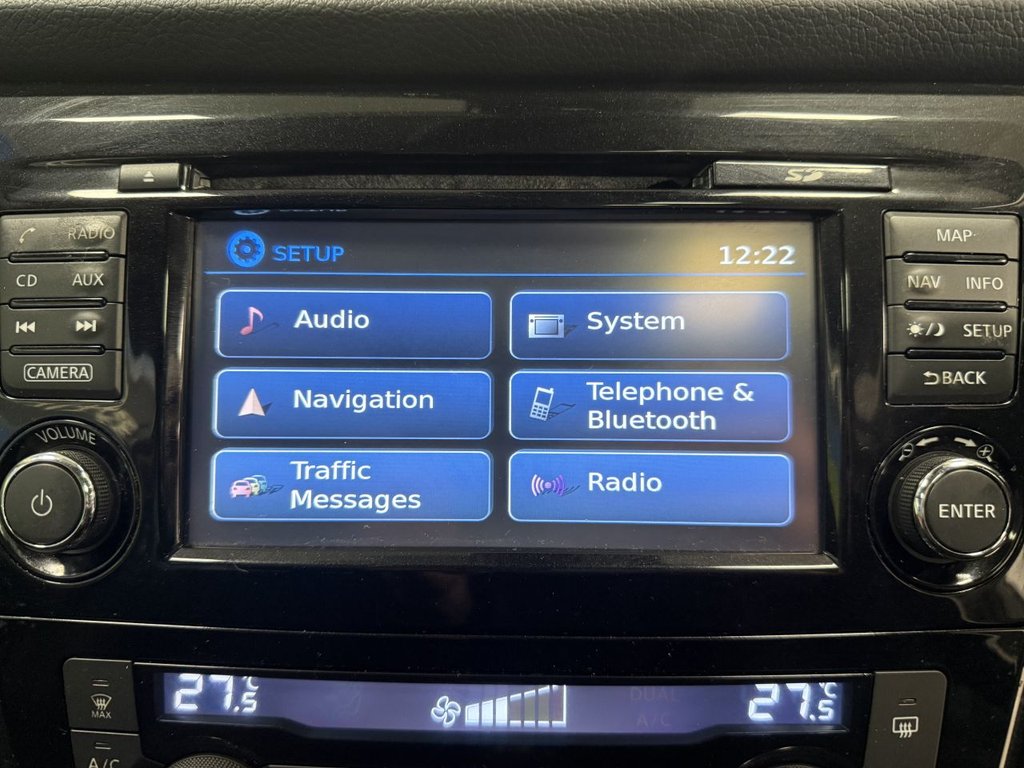 SD
RADIO
CD AUX
CAMERA
VOLUME
SETUP 12:22
Audio
System
Navigation
Telephone &
Bluetooth
Traffic
Messages
Radio
MAP
NAV INFO
SETUP
BACK
ENTER
MAX
A/C
27.5°C
DUAL
A/C
27.5°C